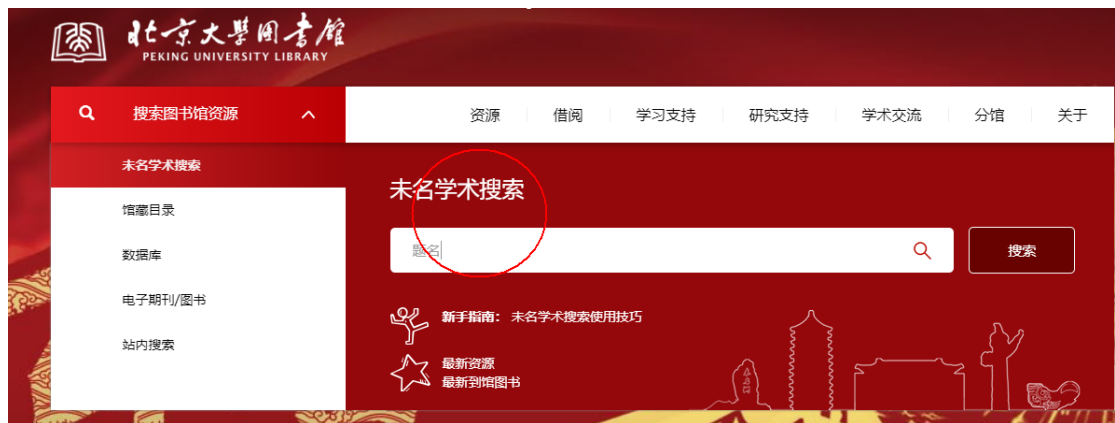 北京大學圖書館
PEKING UNIVERSITY LIBRARY
搜索图书馆资源
资源 借阅 学习支持 研究支持 学术交流 分馆 关于
未名学术搜索
馆藏目录
数据库
电子期刊/图书
站内搜索
未名学术搜索
题名
搜索
新手指南：未名学术搜索使用技巧
最新资源
最新到馆图书